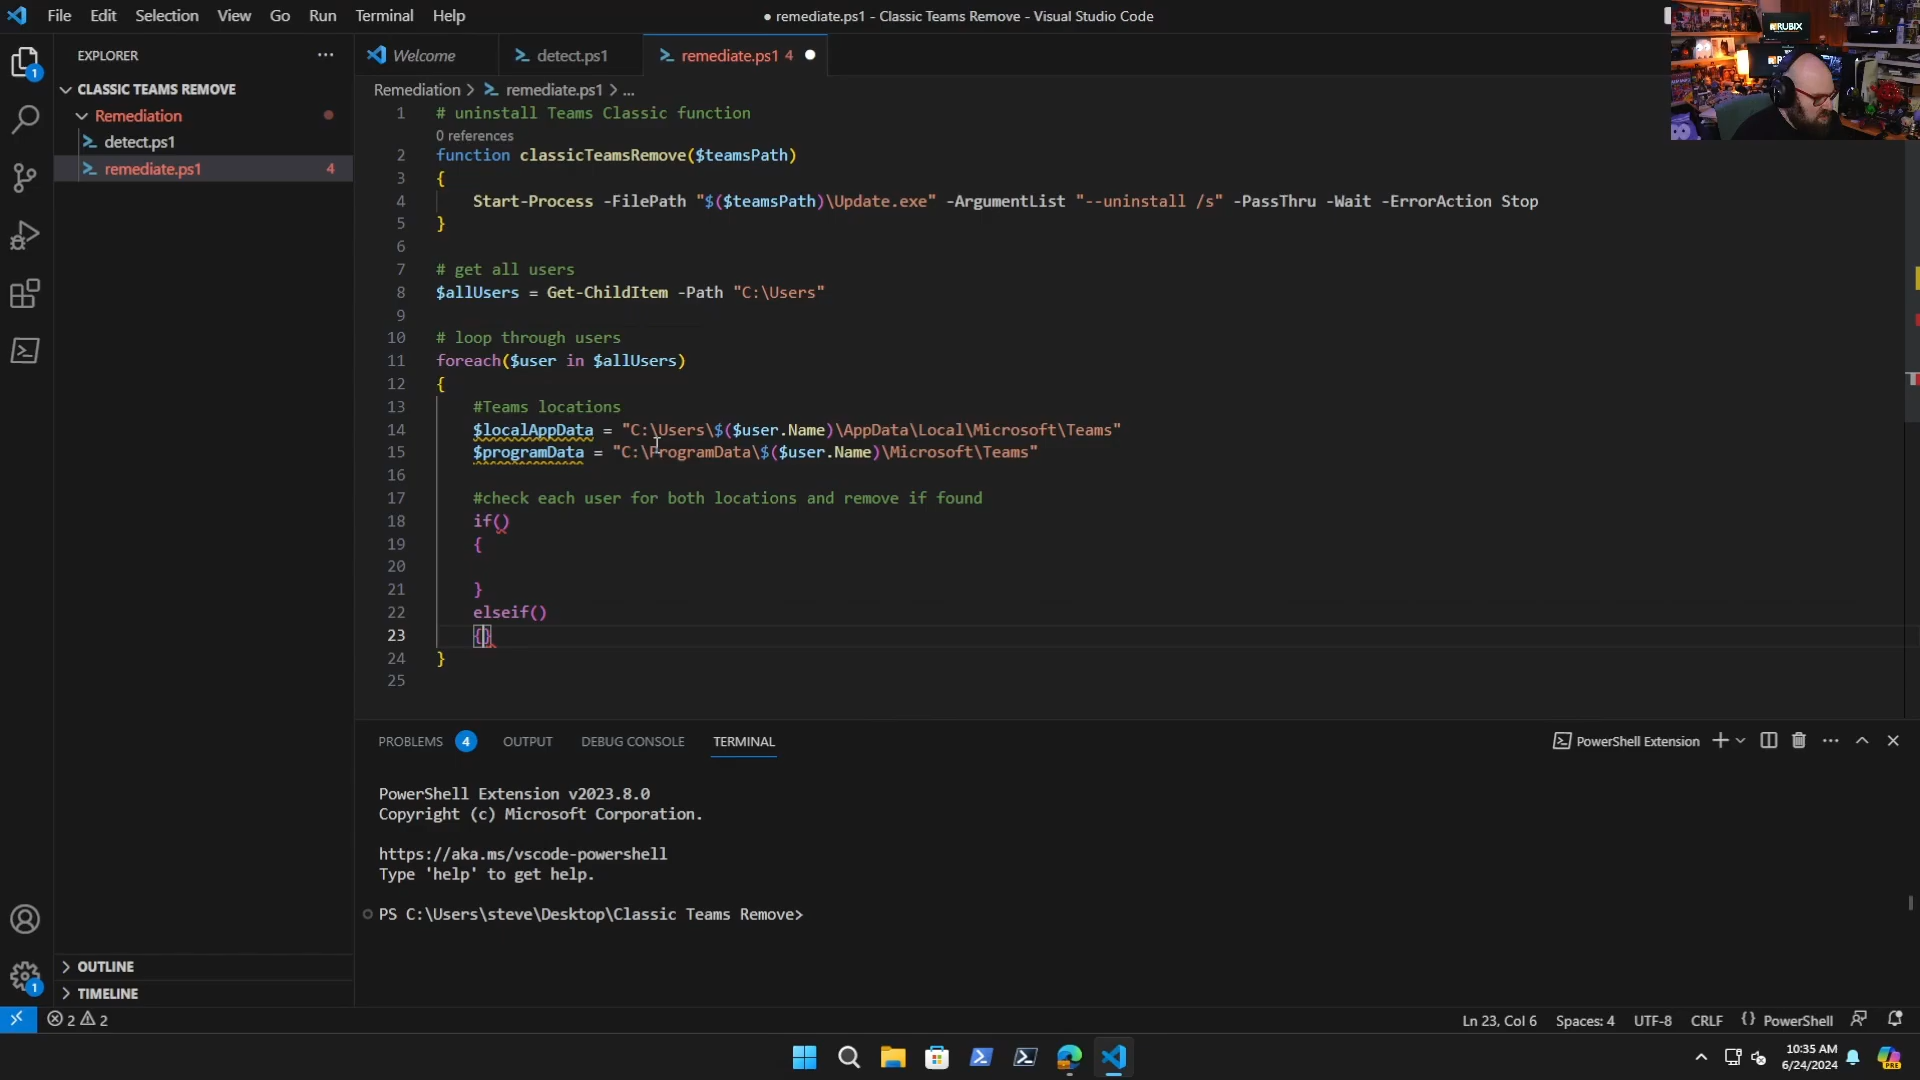 File Edit Selection View Go Run Terminal Help
● remediate.ps1 - Classic Teams Remove - Visual Studio Code
RUBIX
EXPLORER ...
Welcome
detect.ps1
remediate.ps1 4
CLASSIC TEAMS REMOVE
Remediation
detect.ps1
remediate.ps1 4
Remediation > remediate.ps1 > ...
1 # uninstall Teams Classic function
0 references
2 function classicTeamsRemove($teamsPath)
3 {
4 Start-Process -FilePath "$($teamsPath)\Update.exe" -ArgumentList "--uninstall /s" -PassThru -Wait -ErrorAction Stop
5 }
6
7 # get all users
8 $allUsers = Get-ChildItem -Path "C:\Users"
9
10 # loop through users
11 foreach($user in $allUsers)
12 {
13 #Teams locations
14 $localAppData = "C:\Users\$($user.Name)\AppData\Local\Microsoft\Teams"
15 $programData = "C:\ProgramData\$($user.Name)\Microsoft\Teams"
16
17 #check each user for both locations and remove if found
18 if()
19 {
20
21 }
22 elseif()
23 {}
24 }
25
PROBLEMS 4 OUTPUT DEBUG CONSOLE TERMINAL
PowerShell Extension
PowerShell Extension v2023.8.0
Copyright (c) Microsoft Corporation.
https://aka.ms/vscode-powershell
Type 'help' to get help.
PS C:\Users\steve\Desktop\Classic Teams Remove>
OUTLINE
TIMELINE
1
1
2 2
Ln 23, Col 6 Spaces: 4 UTF-8 CRLF {} PowerShell
10:35 AM
6/24/2024
PRE